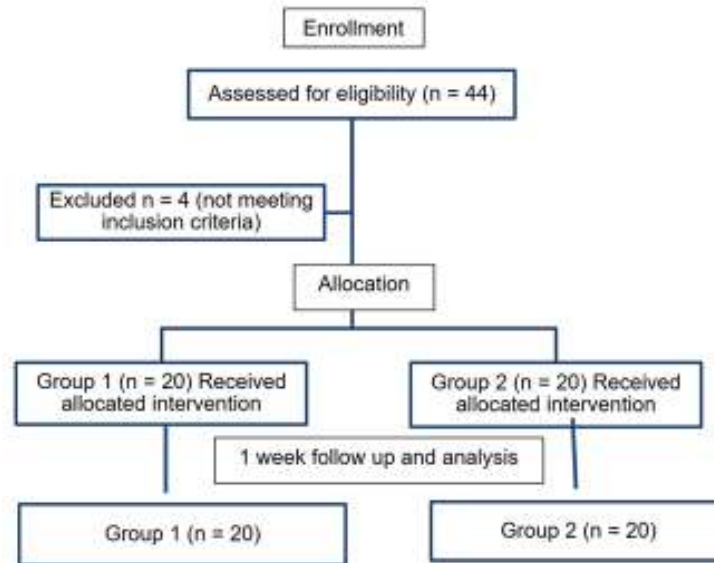 Enrollment
Assessed for eligibility (n = 44)
Excluded n = 4 (not meeting
inclusion criteria)
Allocation
Group 1 (n = 20) Received
allocated intervention
Group 2 (n = 20) Received
allocated intervention
1 week follow up and analysis
Group 1 (n = 20)
Group 2 (n = 20)